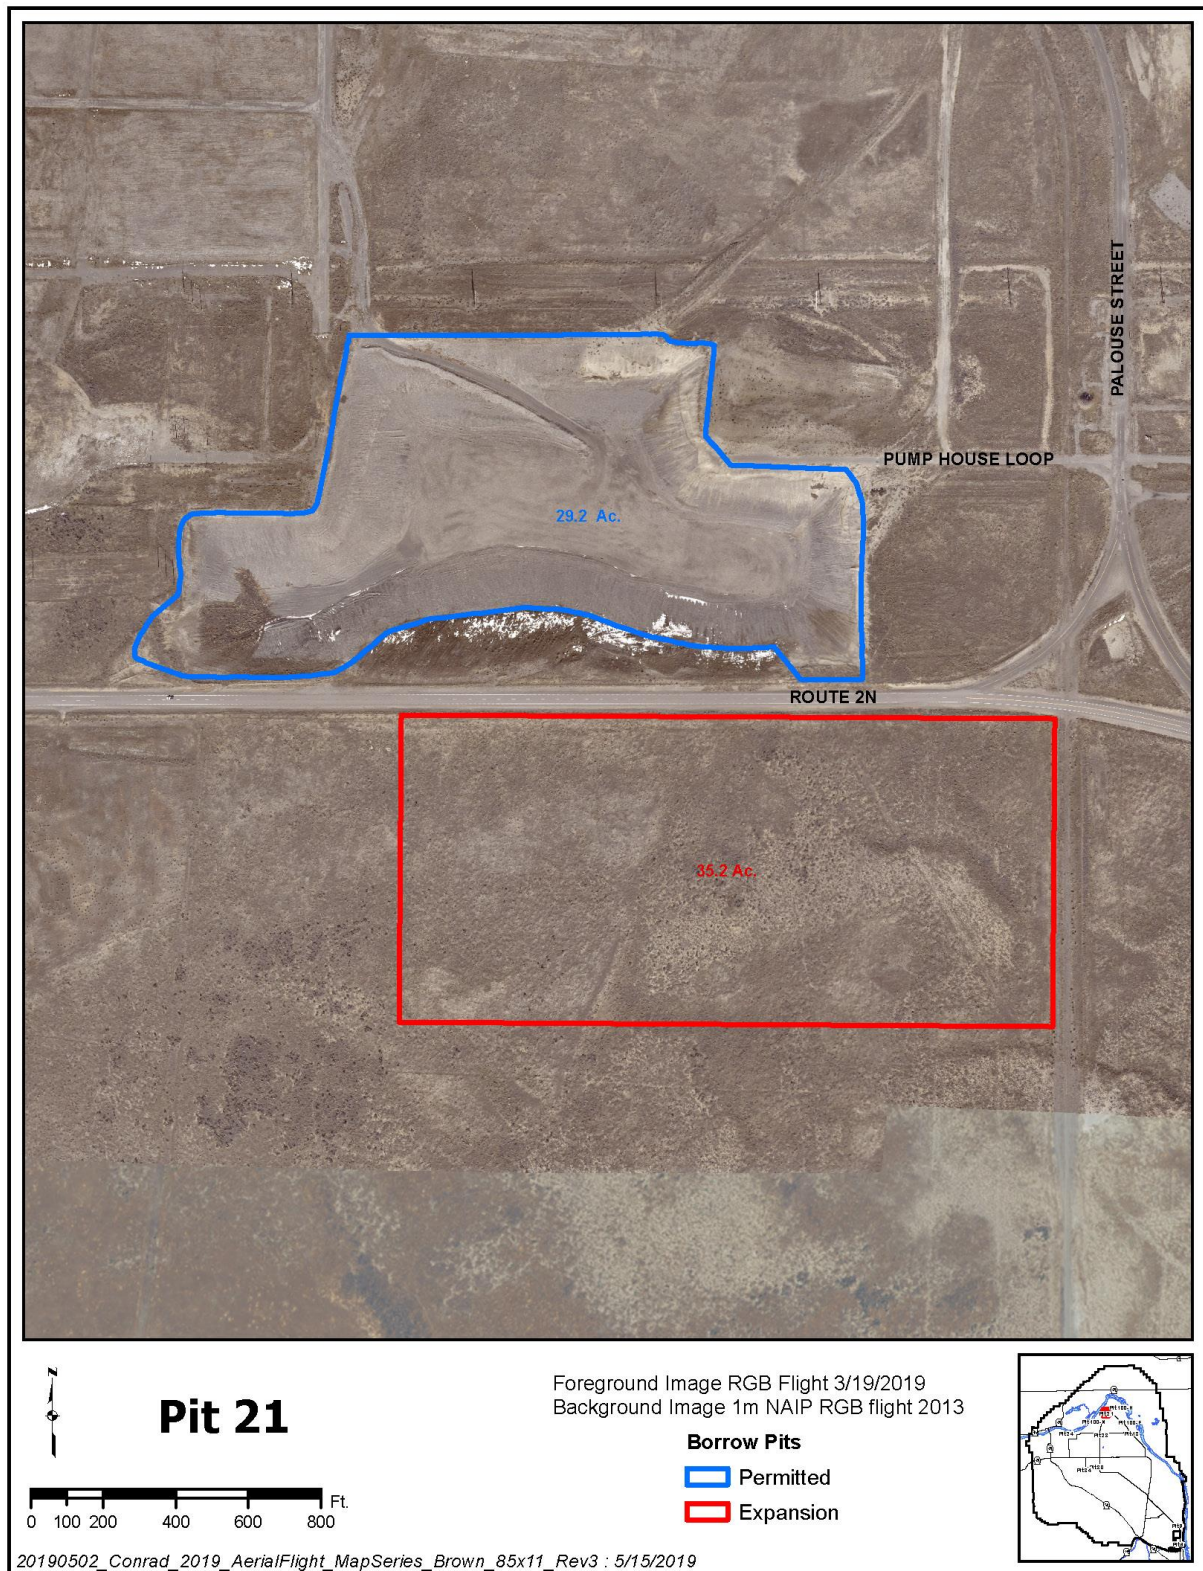 PALOUSE STREET
PUMP HOUSE LOOP
29.2 Ac.
ROUTE 2N
35.2 Ac.
N
Pit 21
Foreground Image RGB Flight 3/19/2019
Background Image 1m NAIP RGB flight 2013
Borrow Pits
Permitted
Expansion
Ft.
0 100 200 400 600 800
20190502_Conrad_2019_AerialFlight_MapSeries_Brown_85x11_Rev3 : 5/15/2019